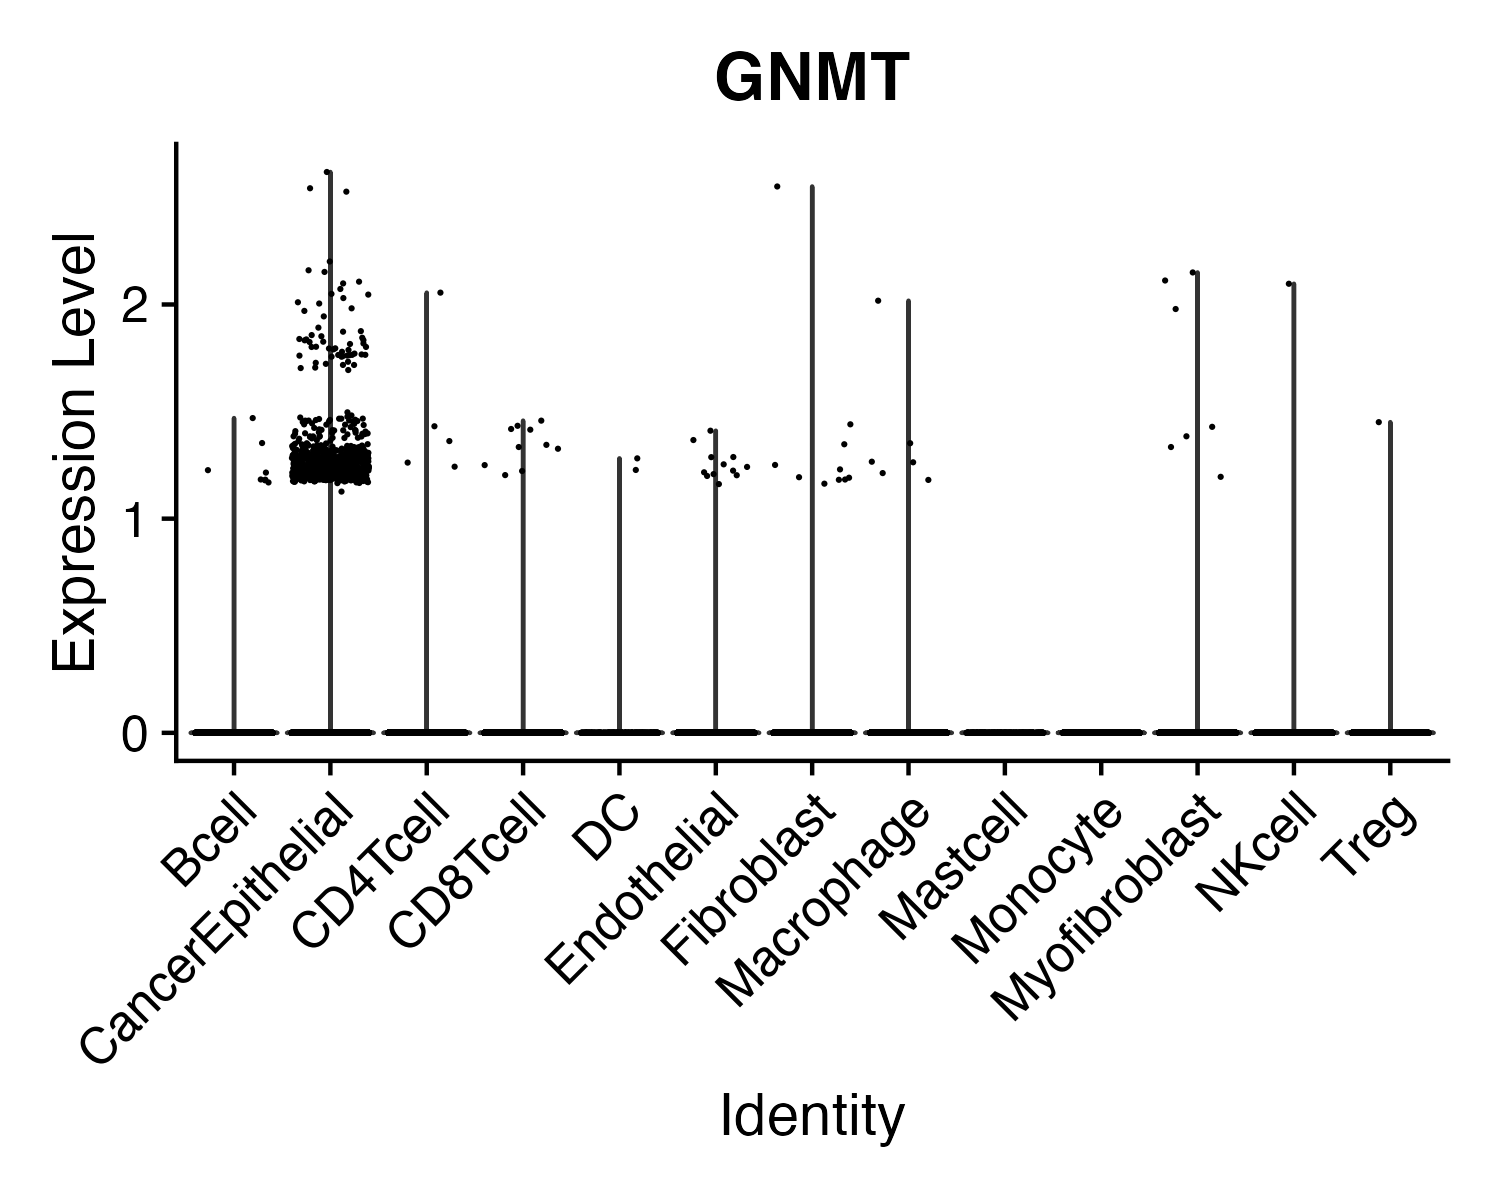 GNMT
Expression Level
2
1
0
Bcell
CancerEpithelial
CD4Tcell
CD8Tcell
DC
Endothelial
Fibroblast
Macrophage
Mastcell
Monocyte
Myofibroblast
NKcell
Treg
Identity